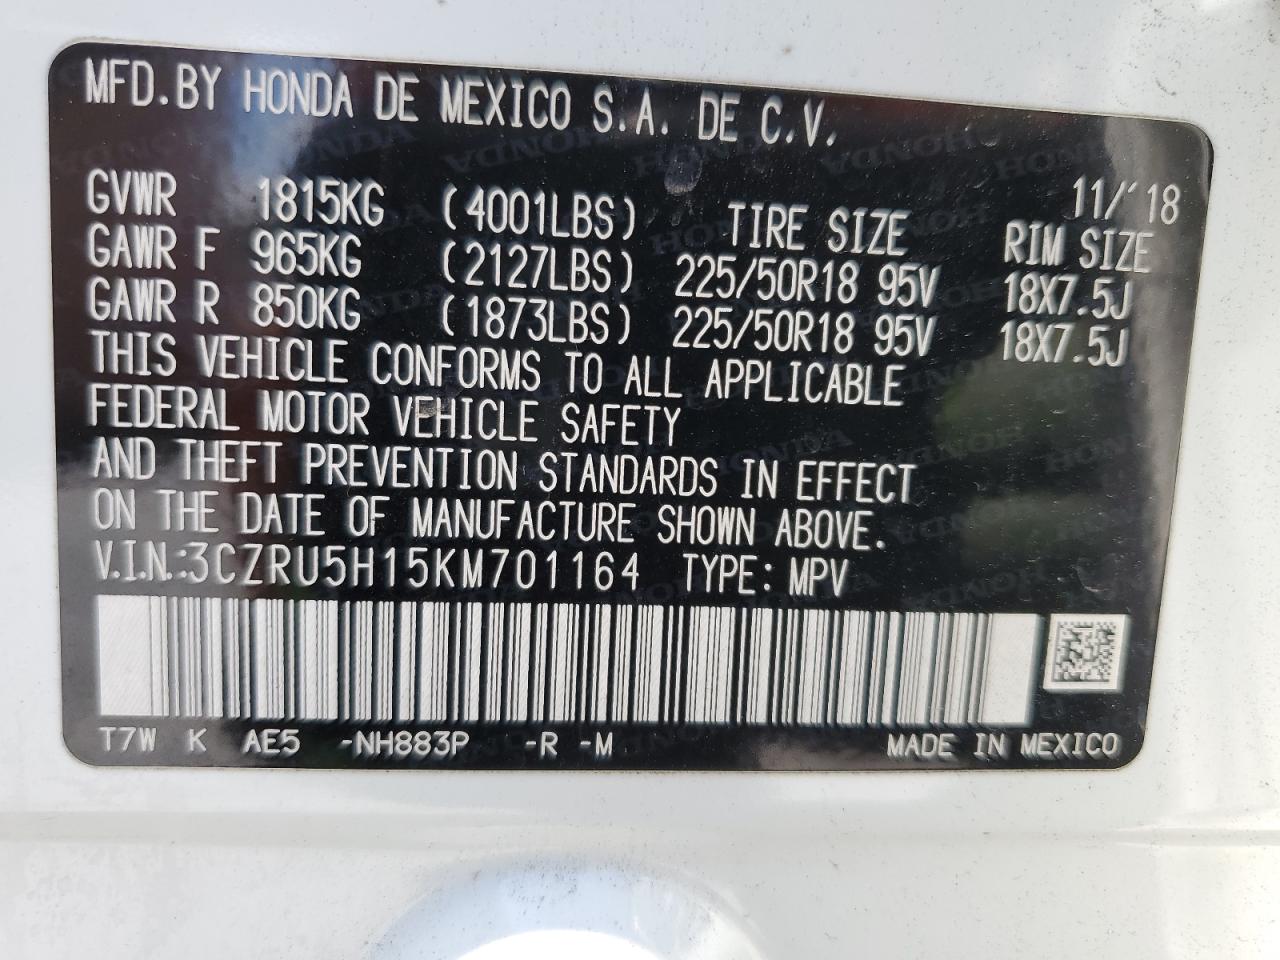 MFD.BY HONDA DE MEXICO S.A. DE C.V.
11/'18
GVWR 1815KG (4001LBS) TIRE SIZE RIM SIZE
GAWR F 965KG (2127LBS) 225/50R18 95V 18X7.5J
GAWR R 850KG (1873LBS) 225/50R18 95V 18X7.5J
THIS VEHICLE CONFORMS TO ALL APPLICABLE
FEDERAL MOTOR VEHICLE SAFETY
AND THEFT PREVENTION STANDARDS IN EFFECT
ON THE DATE OF MANUFACTURE SHOWN ABOVE.
V.I.N.:3CZRU5H15KM701164 TYPE: MPV
T7W K AE5 -NH883P -R -M MADE IN MEXICO